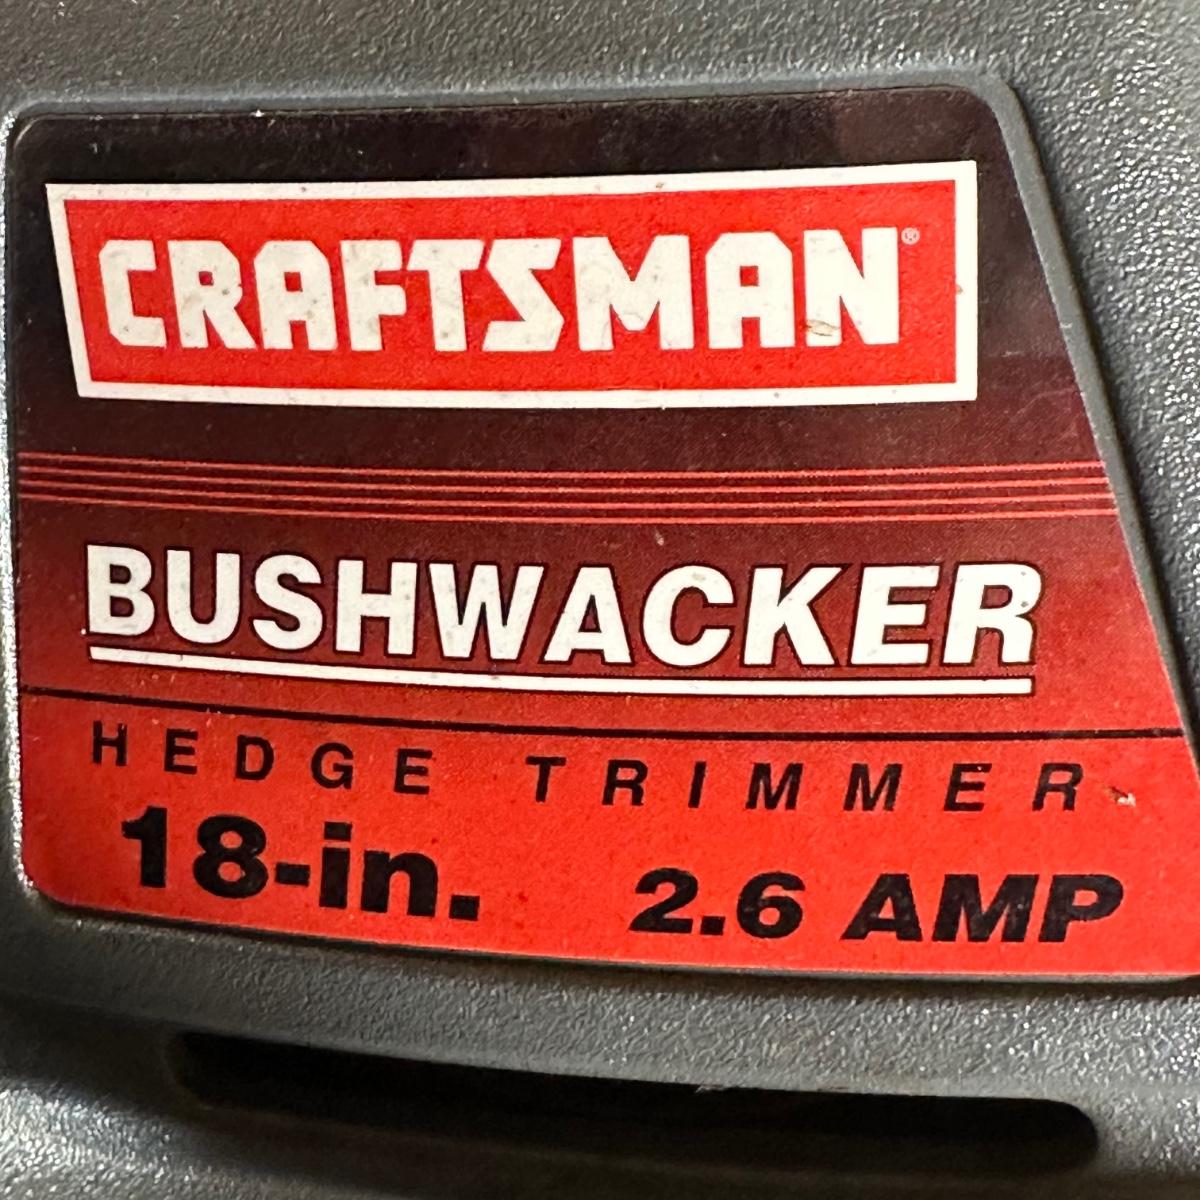 CRAFTSMAN®
BUSHWACKER
HEDGE TRIMMER
18-in. 2.6 AMP